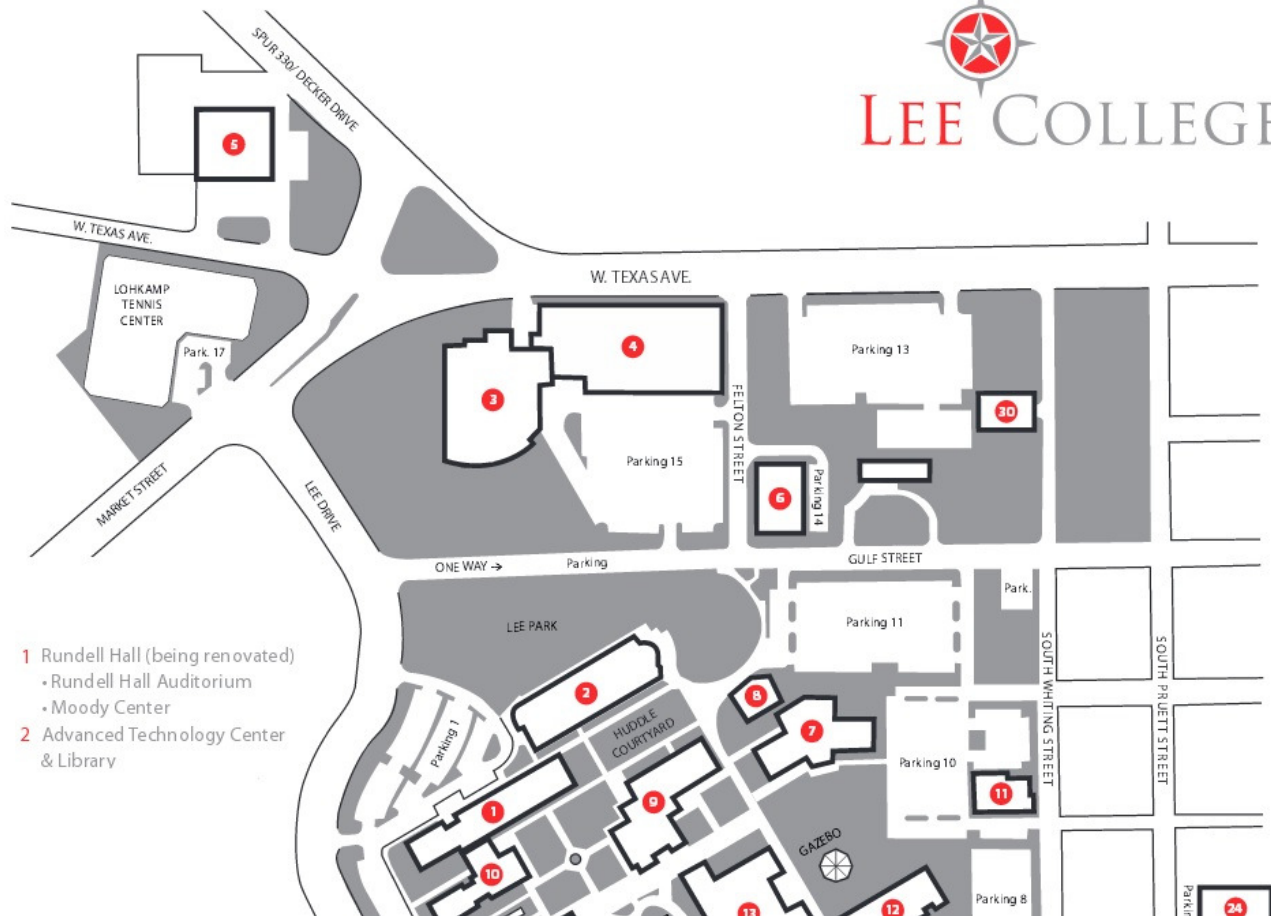 SPUR 330/ DECKER DRIVE
LEE COLLEGE
5
W. TEXAS AVE.
W. TEXAS AVE.
LOHKAMP
TENNIS
CENTER
Park. 17
4
Parking 13
3
30
FELTON STREET
Parking 15
6
Parking 14
MARKET STREET
LEE DRIVE
ONE WAY →
Parking
GULF STREET
Park.
LEE PARK
Parking 11
1 Rundell Hall (being renovated)
• Rundell Hall Auditorium
• Moody Center
2 Advanced Technology Center
& Library
SOUTH WHITING STREET
SOUTH PRUETT STREET
2
8
HUDDLE
COURTYARD
7
Parking 1
Parking 10
11
1
9
GAZEBO
10
Parking 8
13
12
24